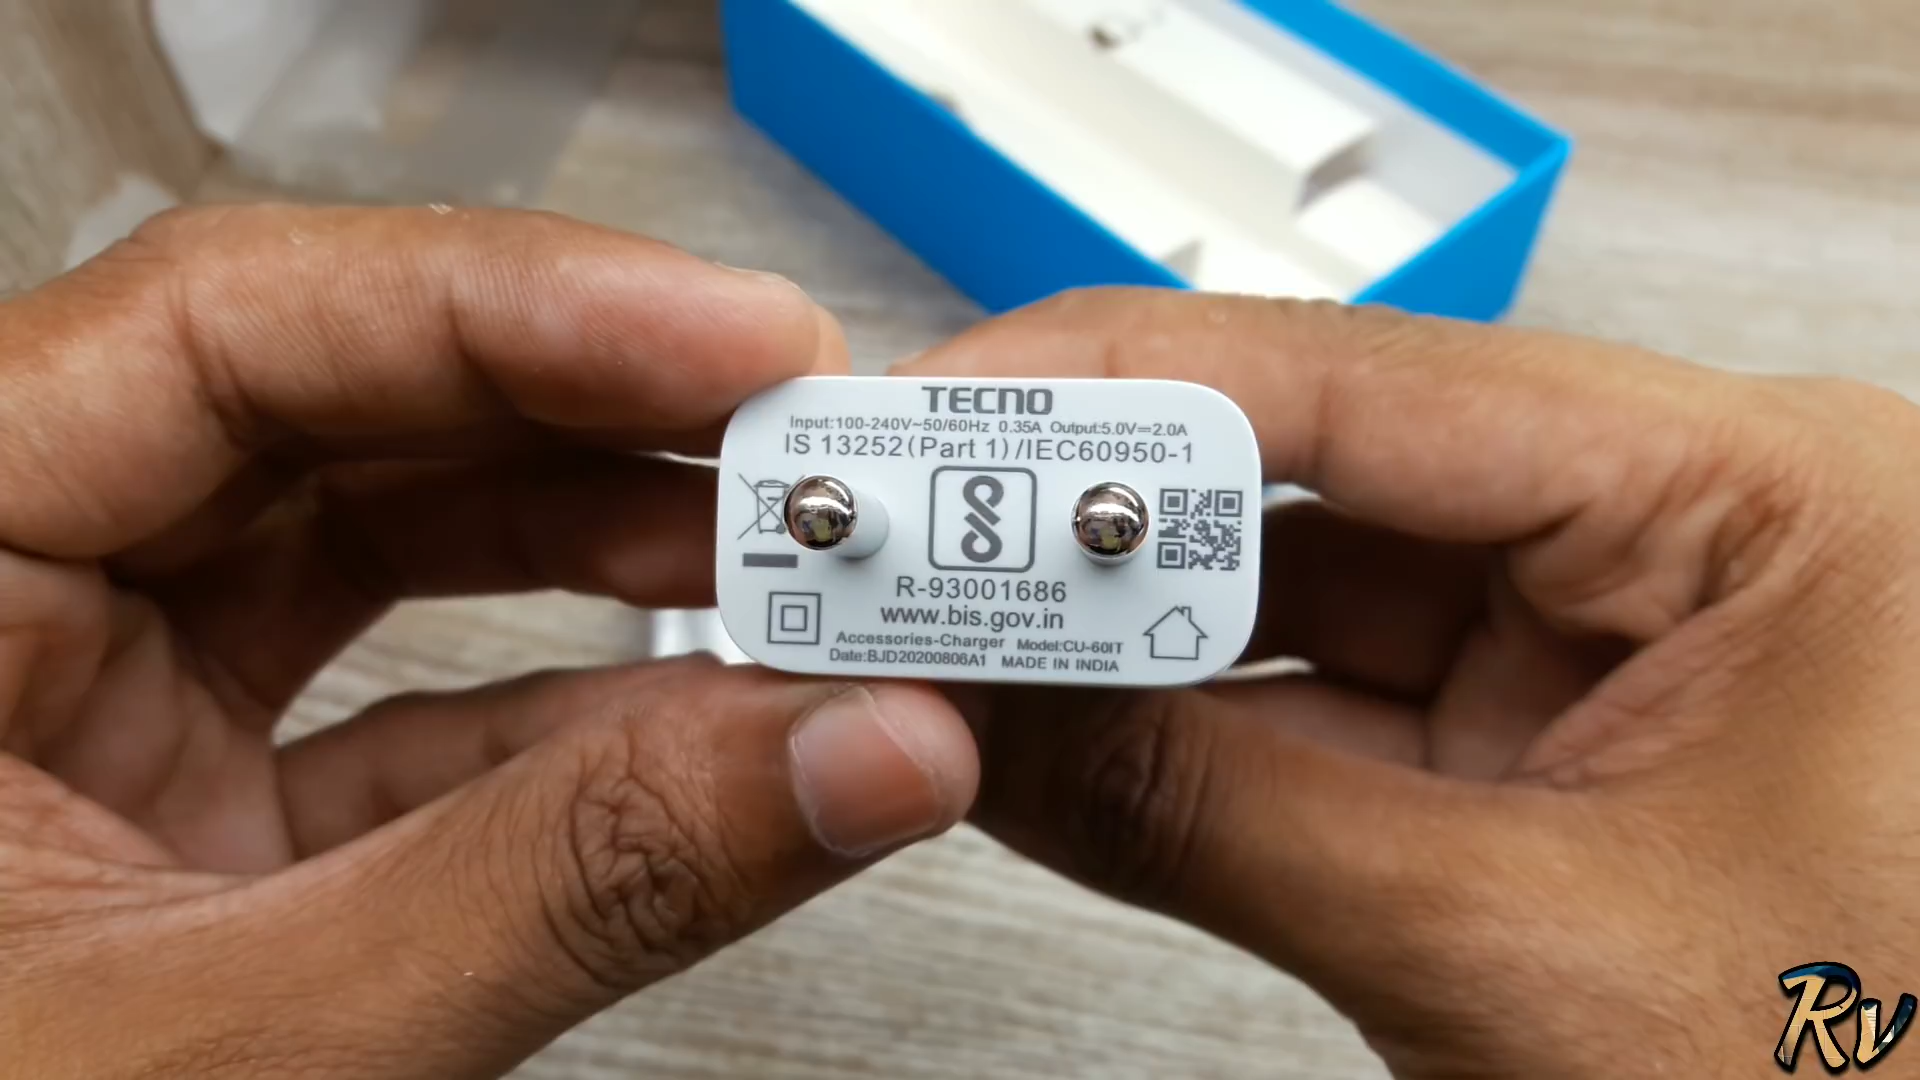 TECNO
Input:100-240V~50/60Hz 0.35A Output:5.0V⎓2.0A
IS 13252(Part 1)/IEC60950-1
R-93001686
www.bis.gov.in
Accessories-Charger Model:CU-60IT
Date:BJD20200806A1 MADE IN INDIA
Rv